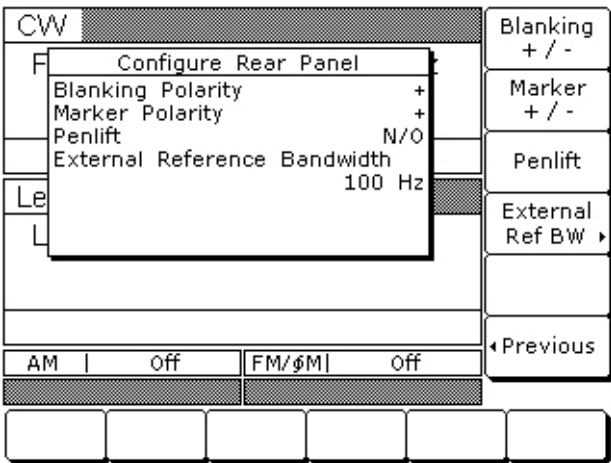 CW
F
z
Configure Rear Panel
Blanking Polarity +
Marker Polarity +
Penlift N/O
External Reference Bandwidth
100 Hz
Le
L
AM | Off
FM/ϕM| Off
Blanking
+ / -
Marker
+ / -
Penlift
External
Ref BW ▸
◂Previous